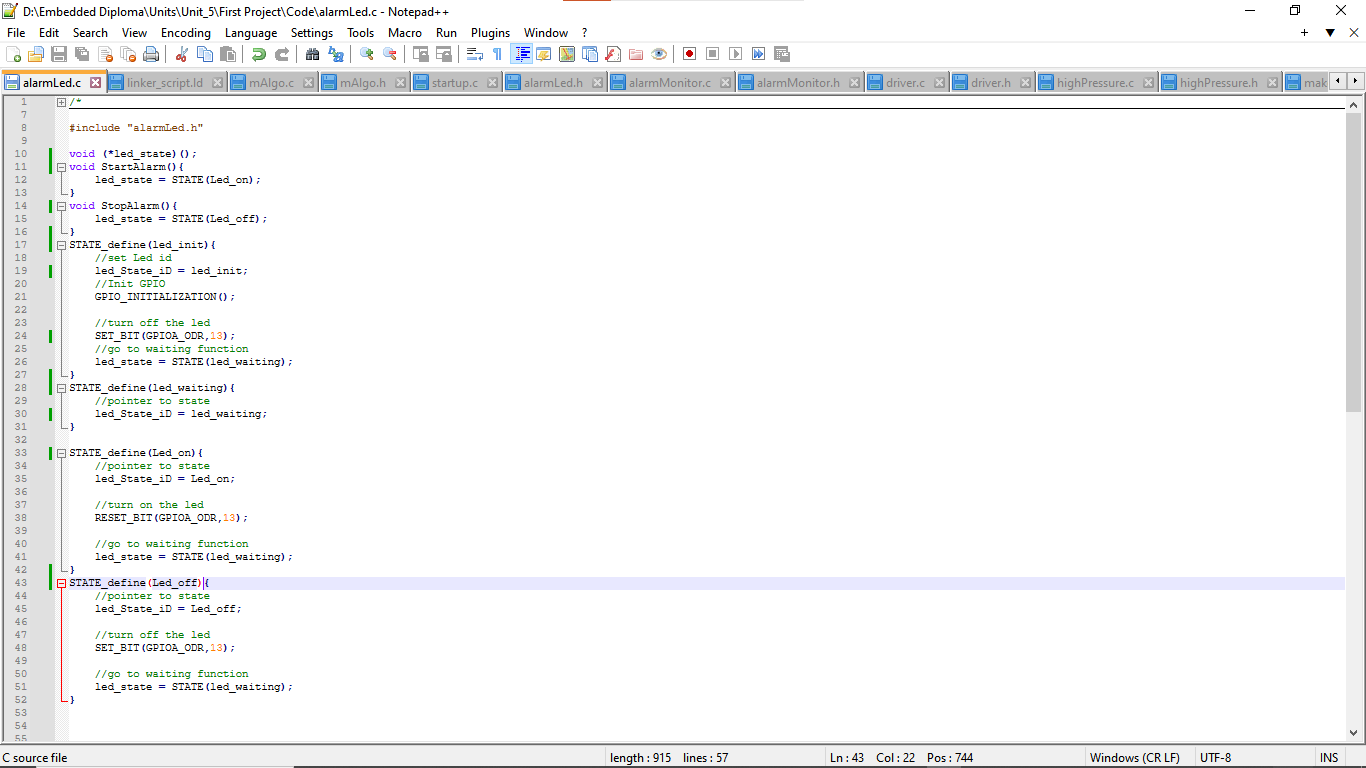 D:\Embedded Diploma\Units\Unit_5\First Project\Code\alarmLed.c - Notepad++
File Edit Search View Encoding Language Settings Tools Macro Run Plugins Window ?
+ ▼ X
alarmLed.c linker_script.ld mAlgo.c mAlgo.h startup.c alarmLed.h alarmMonitor.c alarmMonitor.h driver.c driver.h highPressure.c highPressure.h mak
1 /*
7
8 #include "alarmLed.h"
9
10 void (*led_state)();
11 void StartAlarm(){
12 led_state = STATE(Led_on);
13 }
14 void StopAlarm(){
15 led_state = STATE(Led_off);
16 }
17 STATE_define(led_init){
18 //set Led id
19 led_State_iD = led_init;
20 //Init GPIO
21 GPIO_INITIALIZATION();
22
23 //turn off the led
24 SET_BIT(GPIOA_ODR,13);
25 //go to waiting function
26 led_state = STATE(led_waiting);
27 }
28 STATE_define(led_waiting){
29 //pointer to state
30 led_State_iD = led_waiting;
31 }
32
33 STATE_define(Led_on){
34 //pointer to state
35 led_State_iD = Led_on;
36
37 //turn on the led
38 RESET_BIT(GPIOA_ODR,13);
39
40 //go to waiting function
41 led_state = STATE(led_waiting);
42 }
43 STATE_define(Led_off){
44 //pointer to state
45 led_State_iD = Led_off;
46
47 //turn off the led
48 SET_BIT(GPIOA_ODR,13);
49
50 //go to waiting function
51 led_state = STATE(led_waiting);
52 }
53
54
55
C source file length : 915 lines : 57 Ln : 43 Col : 22 Pos : 744 Windows (CR LF) UTF-8 INS